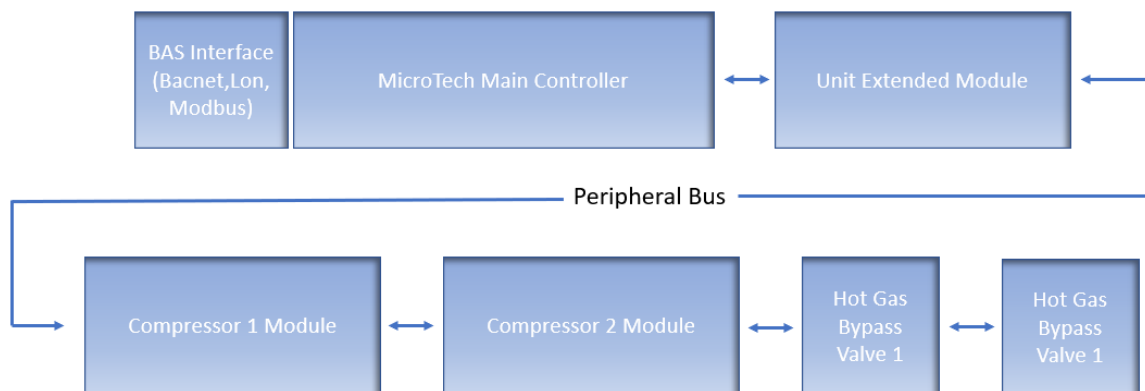 BAS Interface
(Bacnet,Lon,
Modbus)
MicroTech Main Controller
Unit Extended Module
Peripheral Bus
Compressor 1 Module
Compressor 2 Module
Hot Gas
Bypass
Valve 1
Hot Gas
Bypass
Valve 1